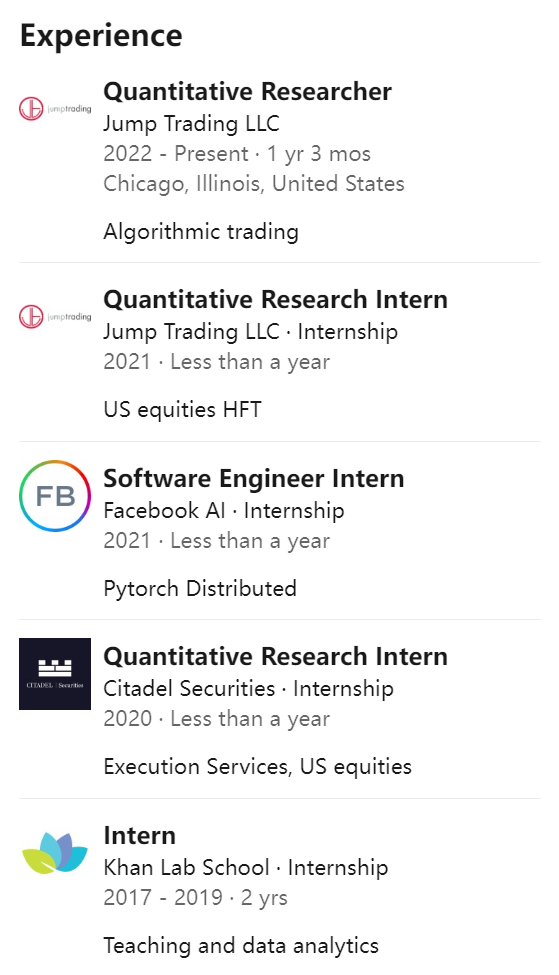 Experience
jumptrading
Quantitative Researcher
Jump Trading LLC
2022 - Present · 1 yr 3 mos
Chicago, Illinois, United States
Algorithmic trading
jumptrading
Quantitative Research Intern
Jump Trading LLC · Internship
2021 · Less than a year
US equities HFT
FB
Software Engineer Intern
Facebook AI · Internship
2021 · Less than a year
Pytorch Distributed
CITADEL | Securities
Quantitative Research Intern
Citadel Securities · Internship
2020 · Less than a year
Execution Services, US equities
Intern
Khan Lab School · Internship
2017 - 2019 · 2 yrs
Teaching and data analytics